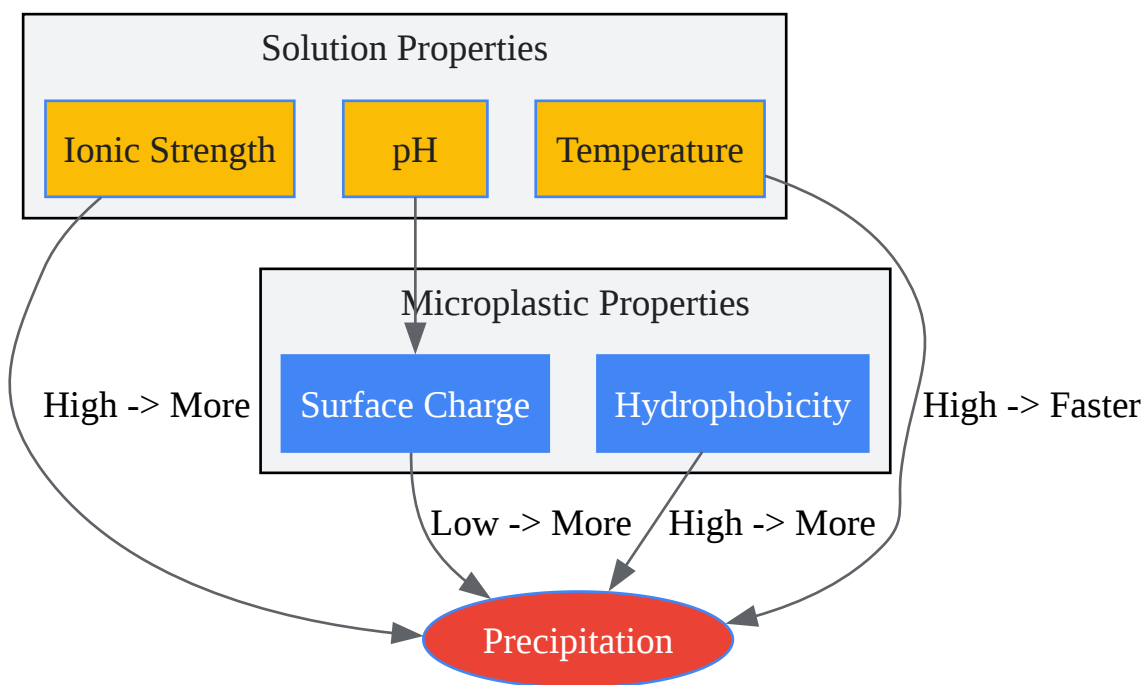 Solution Properties
Ionic Strength
pH
Temperature
Microplastic Properties
Surface Charge
Hydrophobicity
High -> More
High -> Faster
Low -> More
High -> More
Precipitation